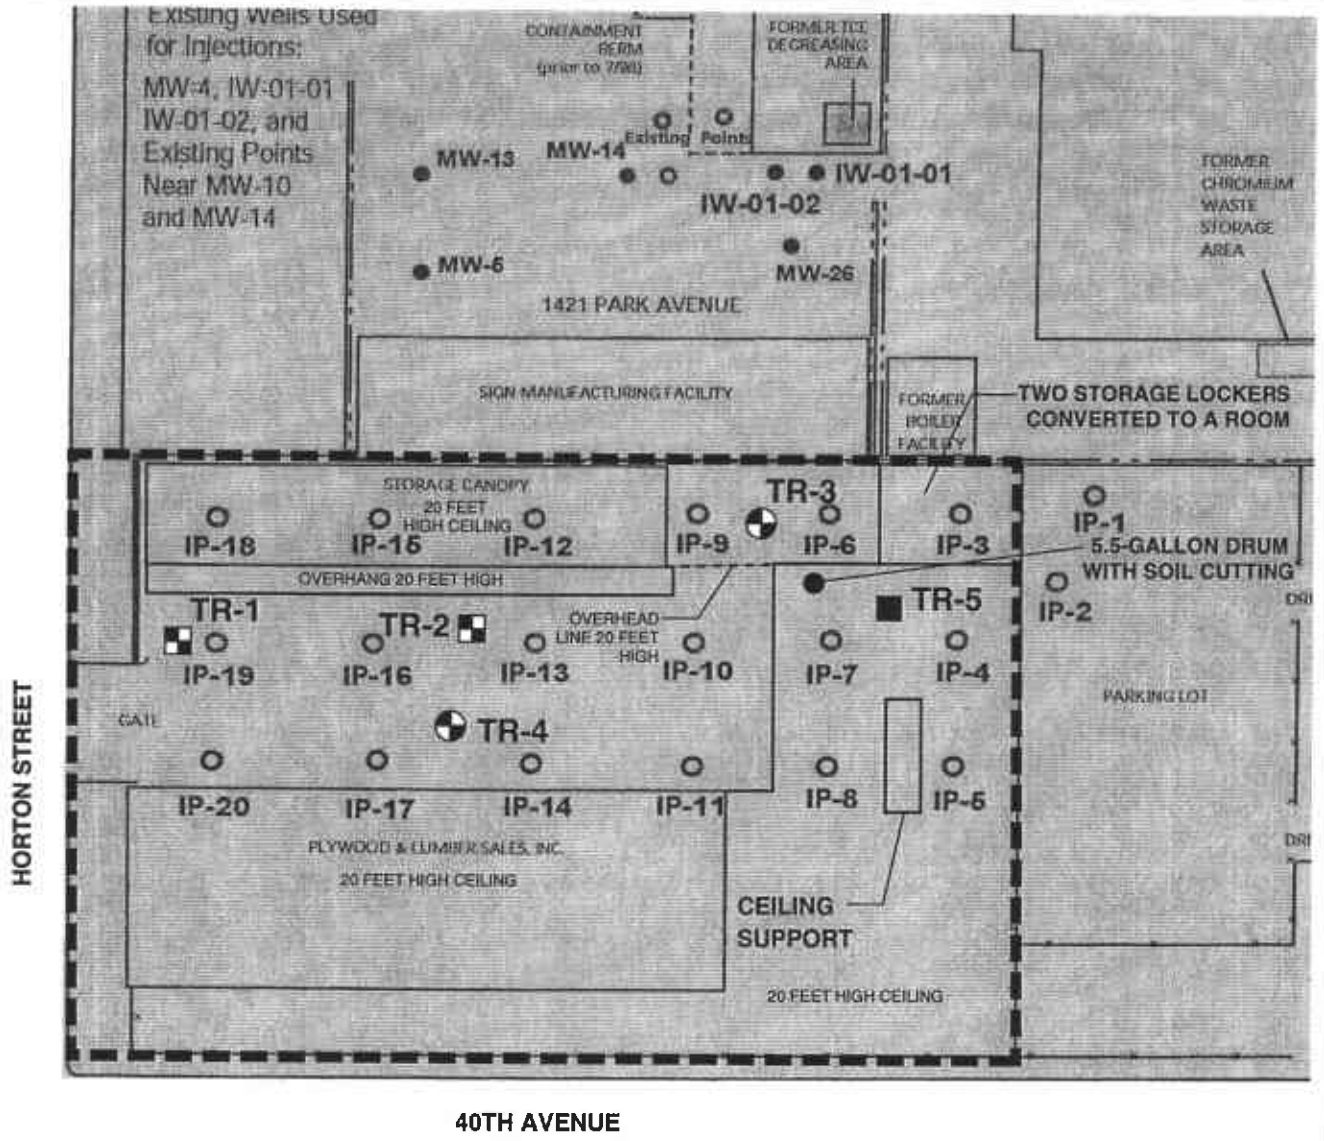 Existing Wells Used
for Injections:
MW-4, IW-01-01
IW-01-02, and
Existing Points
Near MW-10
and MW-14
CONTAINMENT
BERM
(prior to 7/98)
FORMER TCE
DECREASING
AREA
Existing Points
MW-13
MW-14
IW-01-01
IW-01-02
MW-5
MW-26
1421 PARK AVENUE
FORMER
CHROMIUM
WASTE
STORAGE
AREA
SIGN MANUFACTURING FACILITY
FORMER
BOILER
FACILITY
TWO STORAGE LOCKERS
CONVERTED TO A ROOM
STORAGE CANOPY
20 FEET
HIGH CEILING
TR-3
IP-18
IP-15
IP-12
IP-9
IP-6
IP-3
IP-1
5.5-GALLON DRUM
WITH SOIL CUTTING
OVERHANG 20 FEET HIGH
IP-2
DRI
TR-1
TR-2
OVERHEAD
LINE 20 FEET
HIGH
TR-5
IP-19
IP-16
IP-13
IP-10
IP-7
IP-4
PARKING LOT
GATE
TR-4
IP-20
IP-17
IP-14
IP-11
IP-8
IP-5
DRI
PLYWOOD & LUMBER SALES, INC.
20 FEET HIGH CEILING
CEILING
SUPPORT
20 FEET HIGH CEILING
HORTON STREET
40TH AVENUE